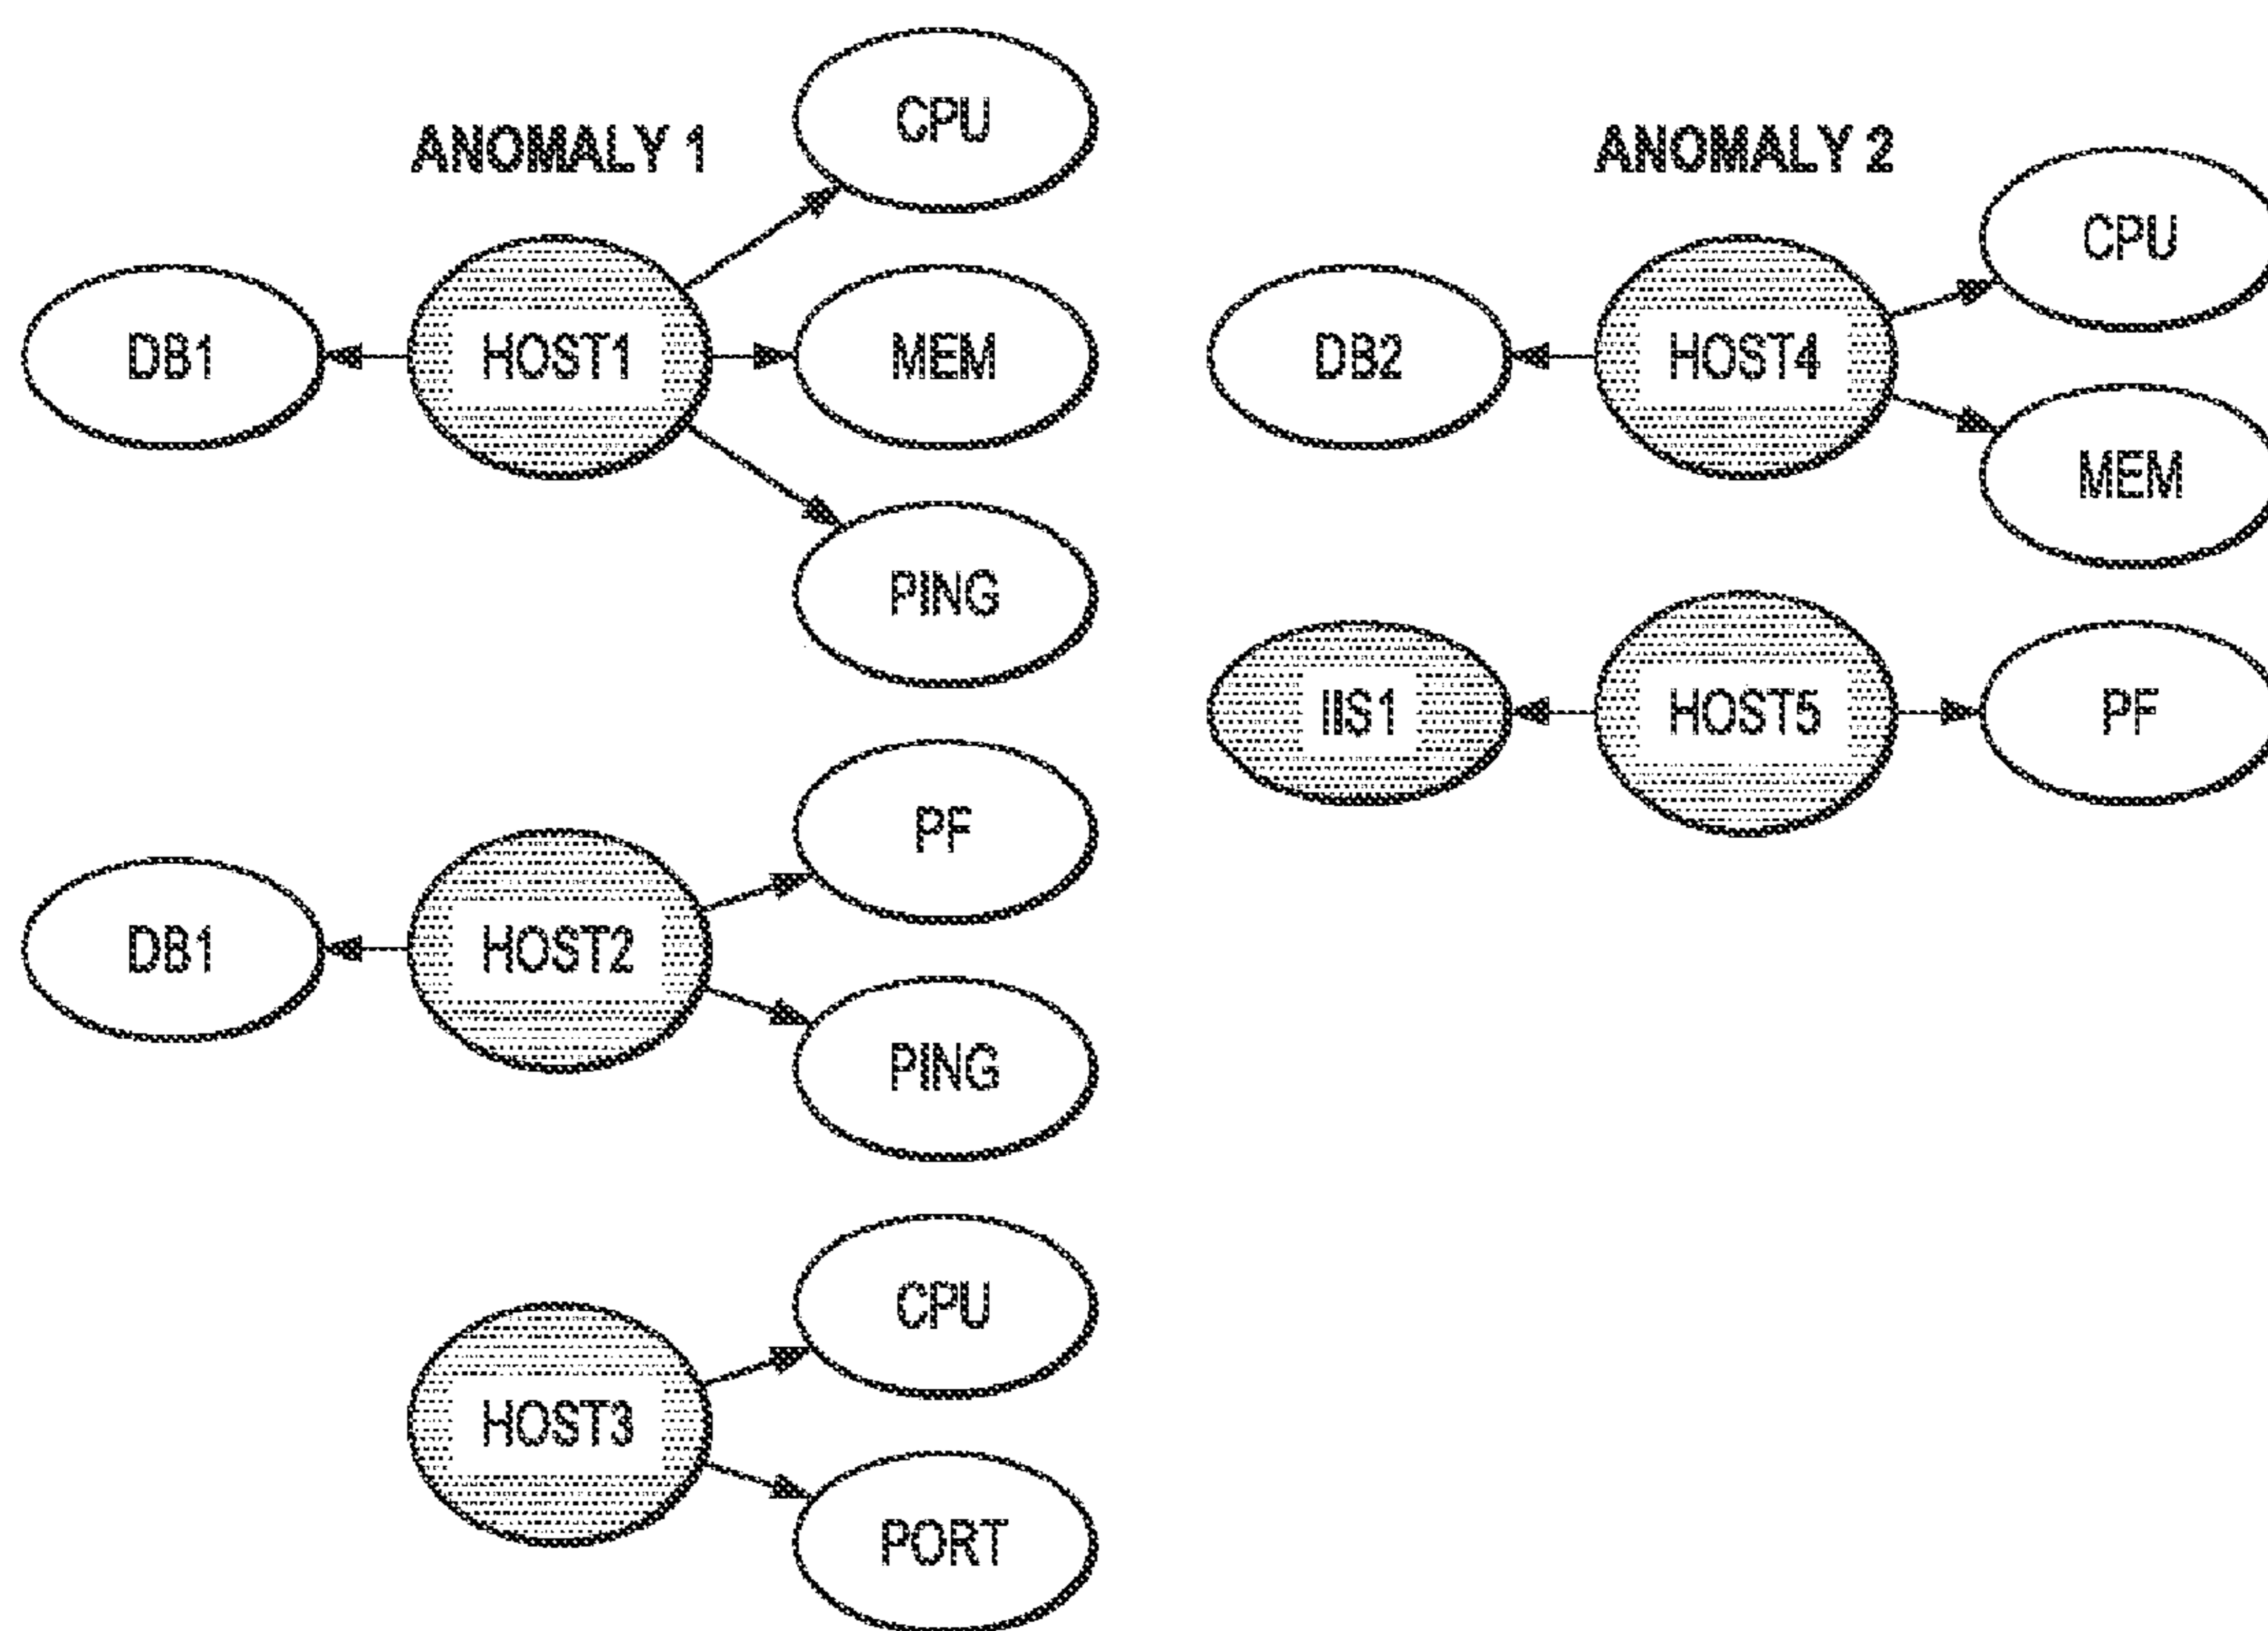 ANOMALY 1
CPU
DB1
HOST1
MEM
PING
PF
DB1
HOST2
PING
CPU
HOST3
PORT
ANOMALY 2
CPU
DB2
HOST4
MEM
IIS1
HOST5
PF